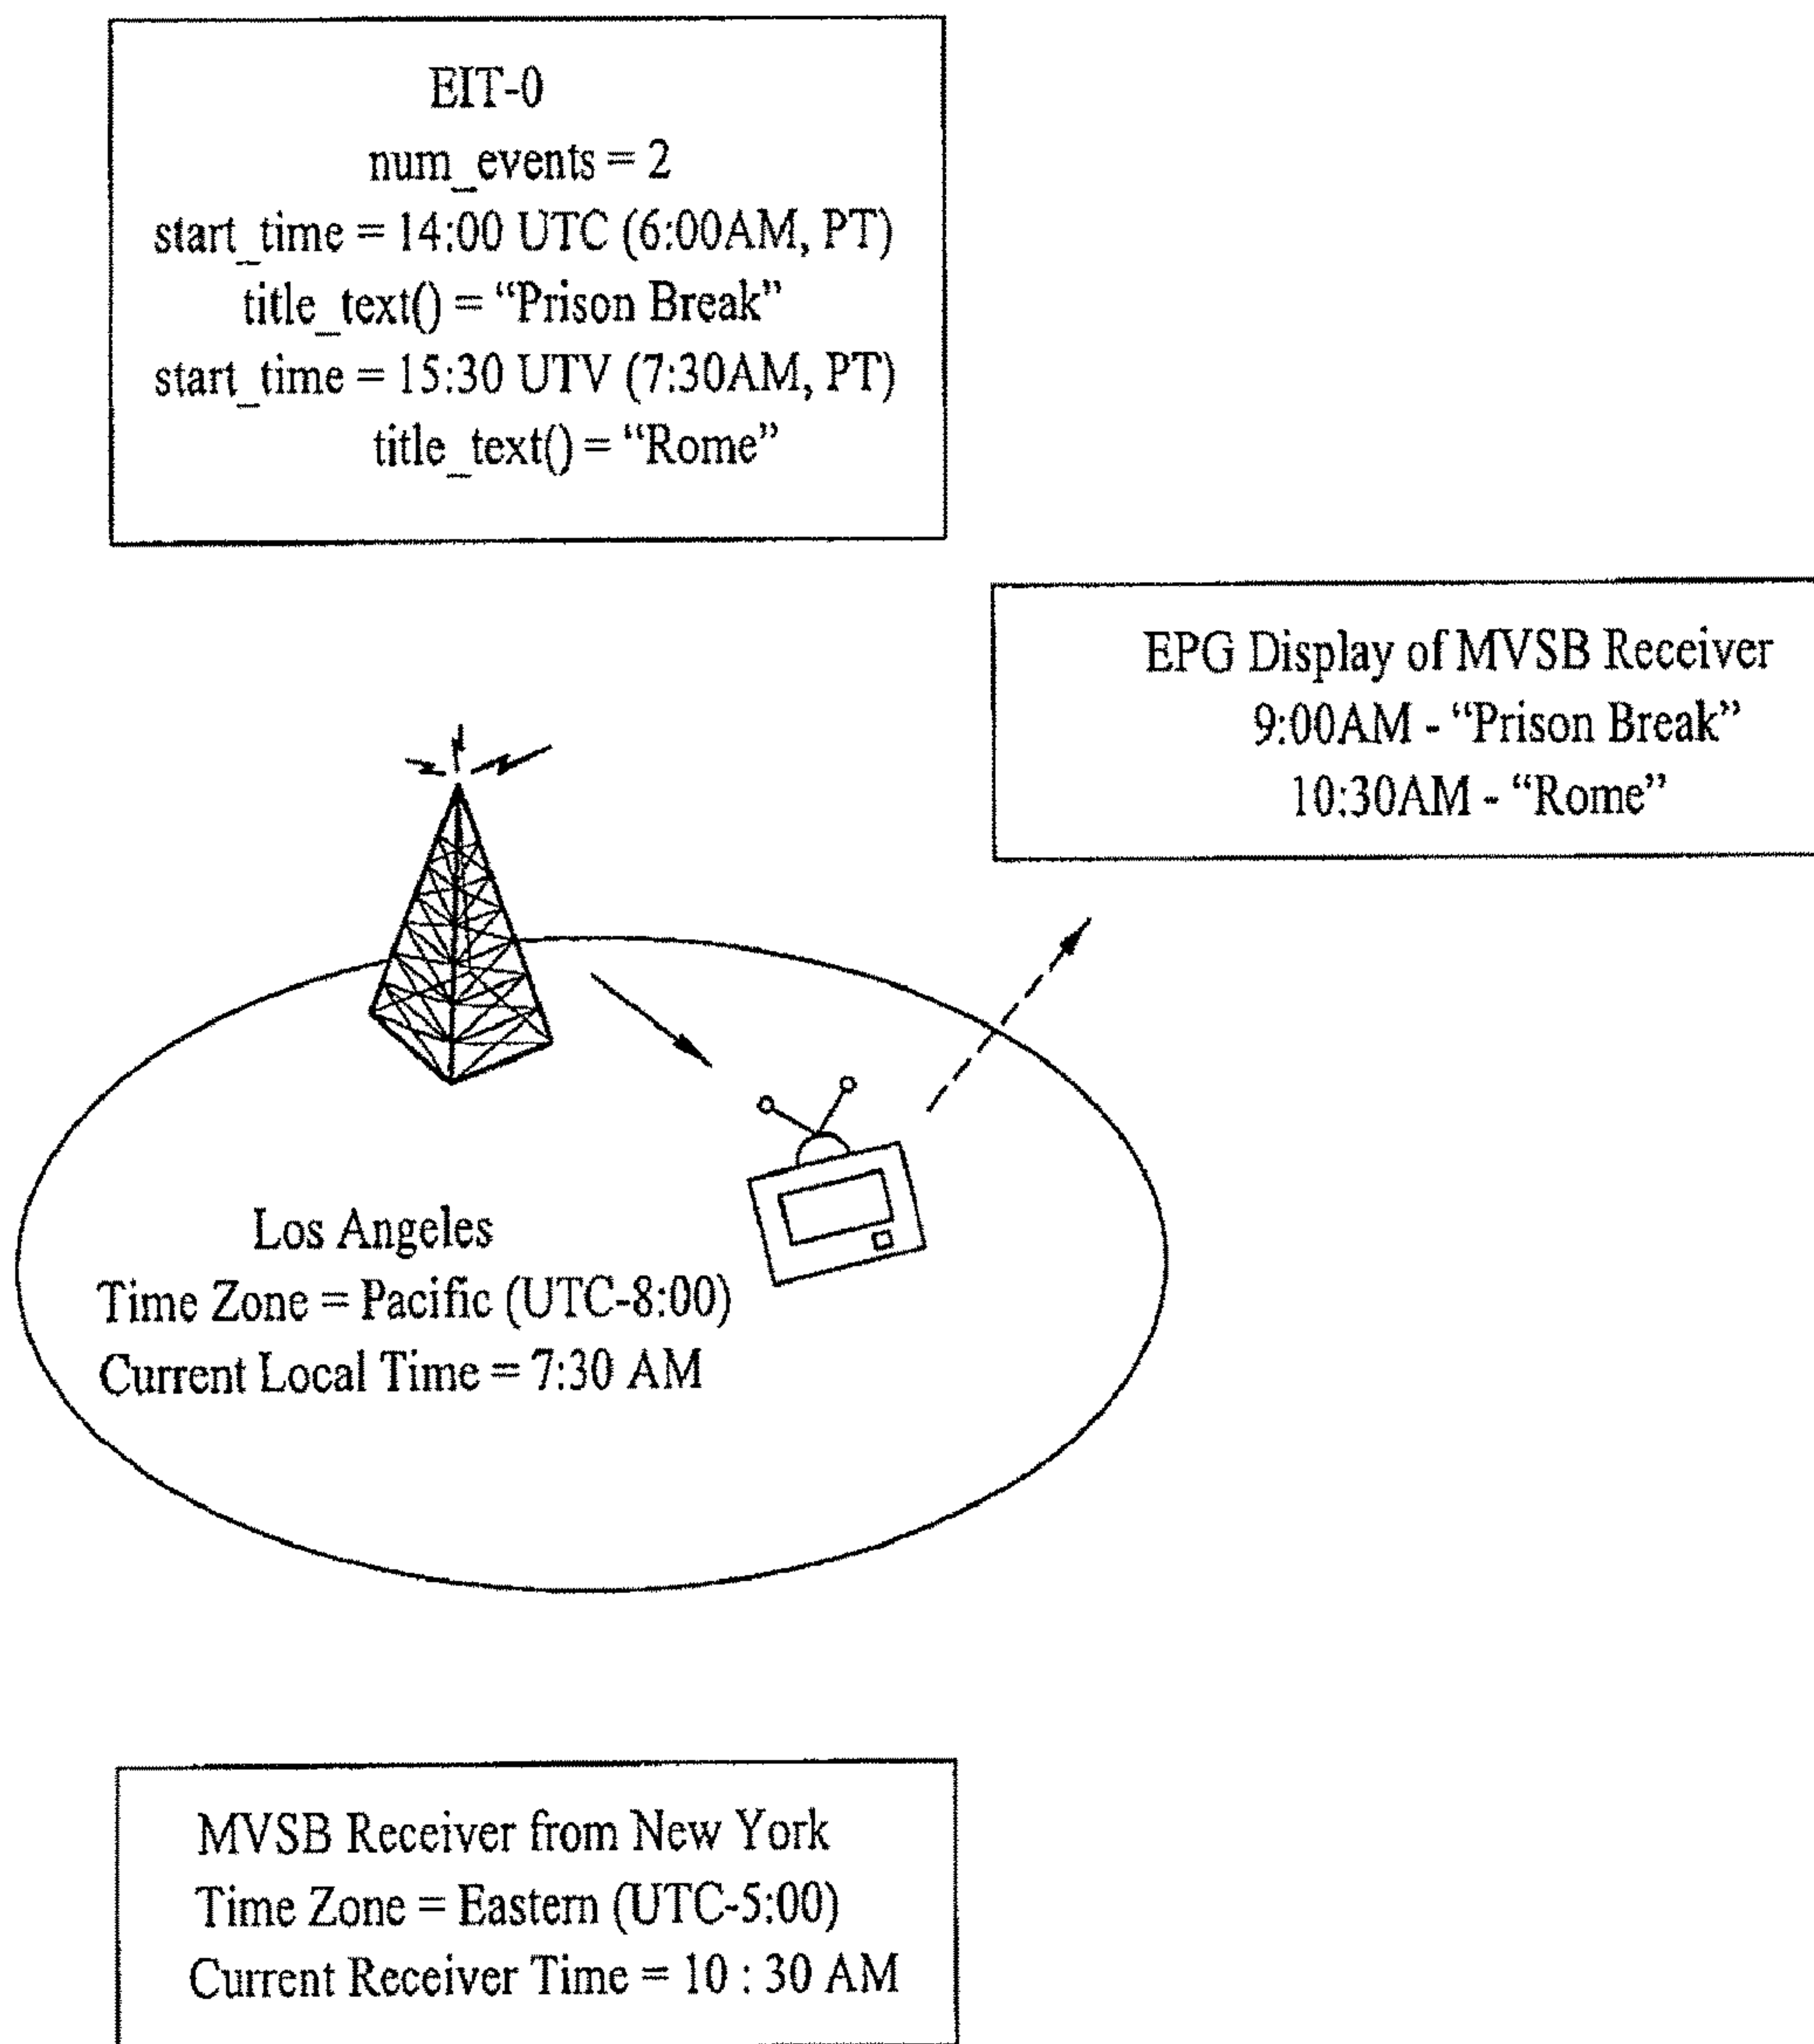 EIT-0
num_events = 2
start_time = 14:00 UTC (6:00AM, PT)
title_text() = “Prison Break”
start_time = 15:30 UTV (7:30AM, PT)
title_text() = “Rome”
EPG Display of MVSB Receiver
9:00AM - “Prison Break”
10:30AM - “Rome”
Los Angeles
Time Zone = Pacific (UTC-8:00)
Current Local Time = 7:30 AM
MVSB Receiver from New York
Time Zone = Eastern (UTC-5:00)
Current Receiver Time = 10 : 30 AM